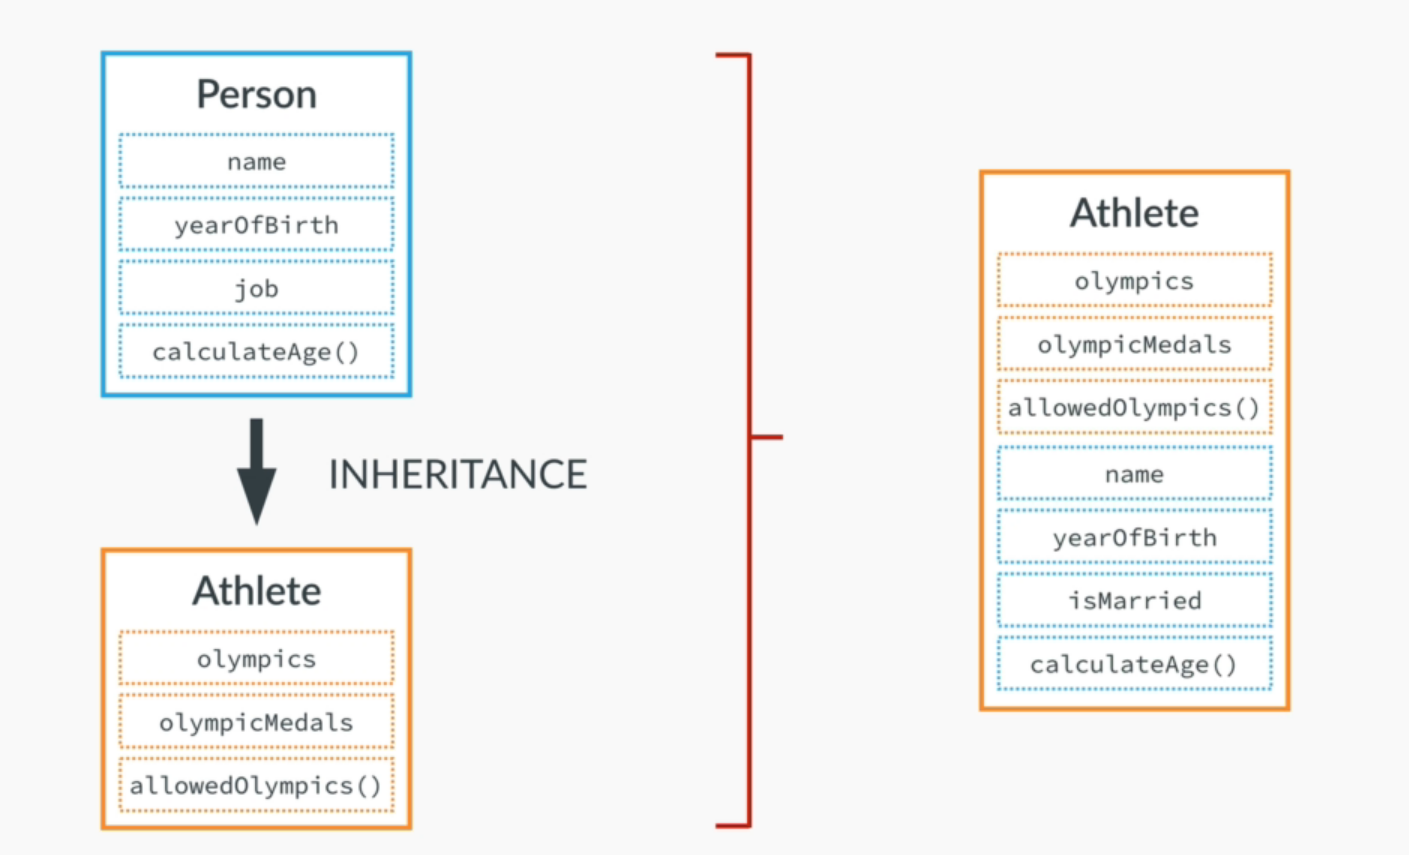 Person
name
yearOfBirth
job
calculateAge()
INHERITANCE
Athlete
olympics
olympicMedals
allowedOlympics()
Athlete
olympics
olympicMedals
allowedOlympics()
name
yearOfBirth
isMarried
calculateAge()